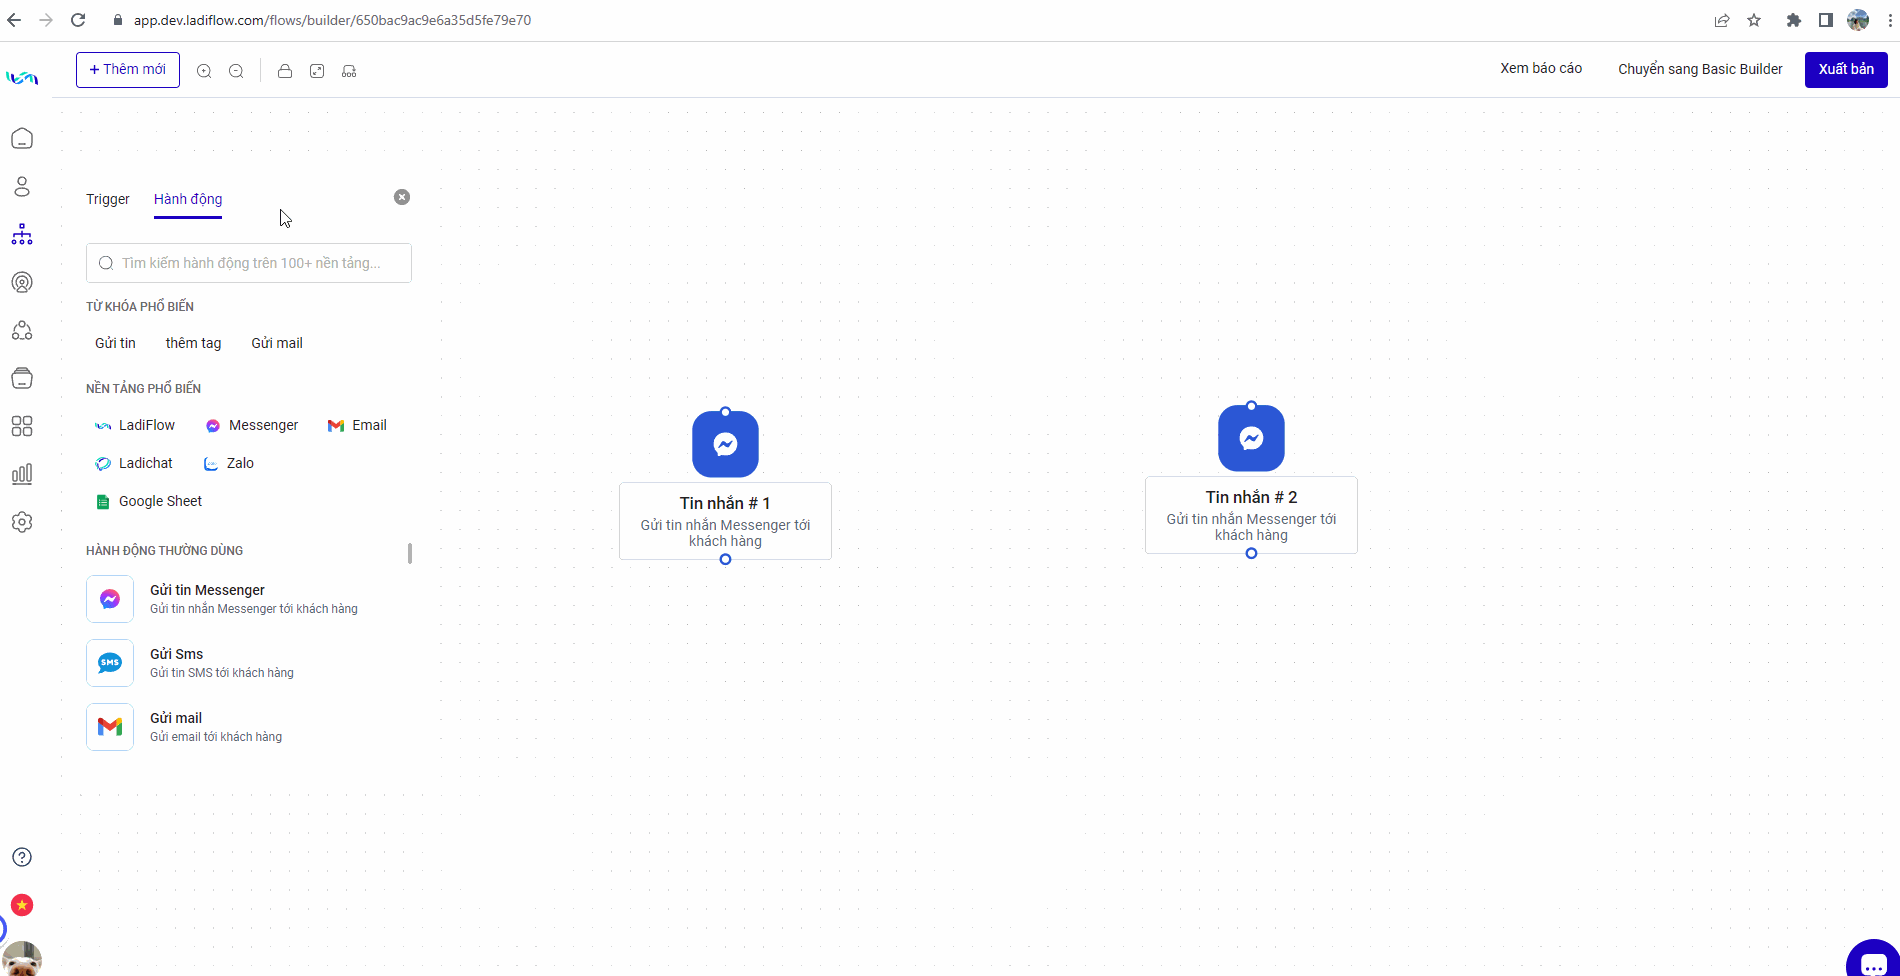 app.dev.ladiflow.com/flows/builder/650bac9ac9e6a35d5fe79e70
+ Thêm mới
Xem báo cáo
Chuyển sang Basic Builder
Xuất bản
Trigger
Hành động
Tìm kiếm hành động trên 100+ nền tảng...
TỪ KHÓA PHỔ BIẾN
Gửi tin
thêm tag
Gửi mail
NỀN TẢNG PHỔ BIẾN
LadiFlow
Messenger
Email
Ladichat
Zalo
Google Sheet
HÀNH ĐỘNG THƯỜNG DÙNG
Gửi tin Messenger
Gửi tin nhắn Messenger tới khách hàng
SMS
Gửi Sms
Gửi tin SMS tới khách hàng
Gửi mail
Gửi email tới khách hàng
Tin nhắn # 1
Gửi tin nhắn Messenger tới
khách hàng
Tin nhắn # 2
Gửi tin nhắn Messenger tới
khách hàng